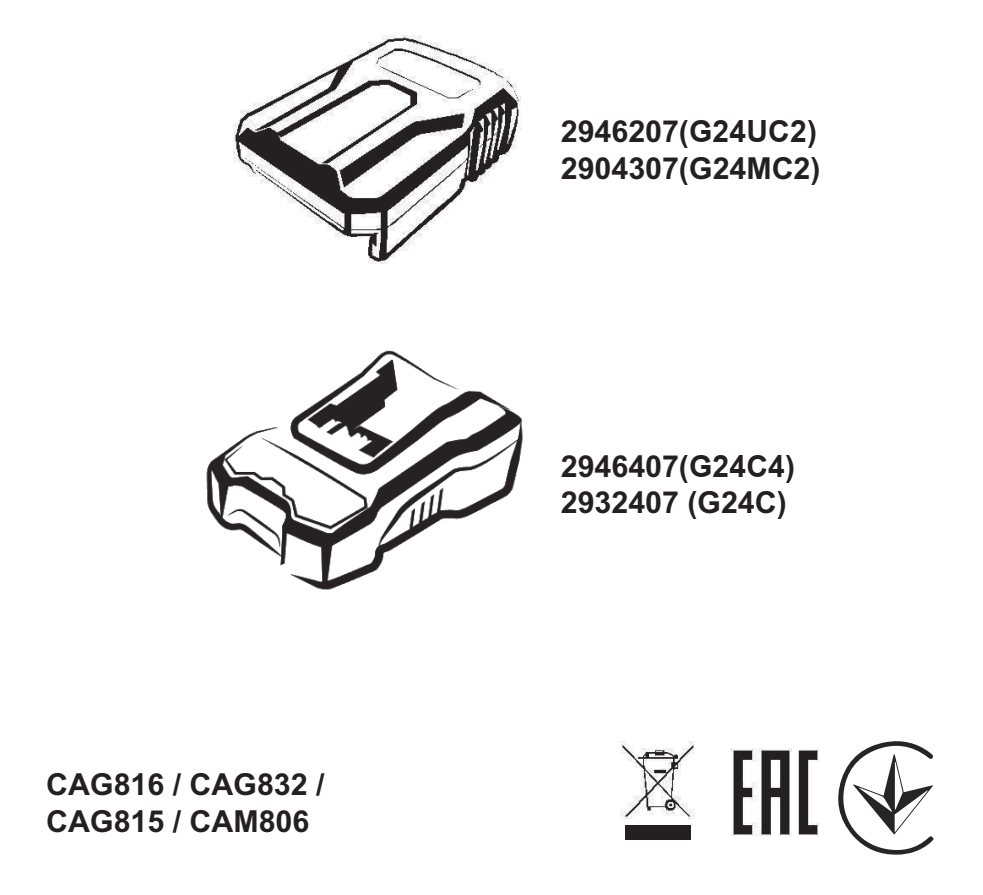 2946207(G24UC2)
2904307(G24MC2)
2946407(G24C4)
2932407 (G24C)
CAG816 / CAG832 /
CAG815 / CAM806
EAC